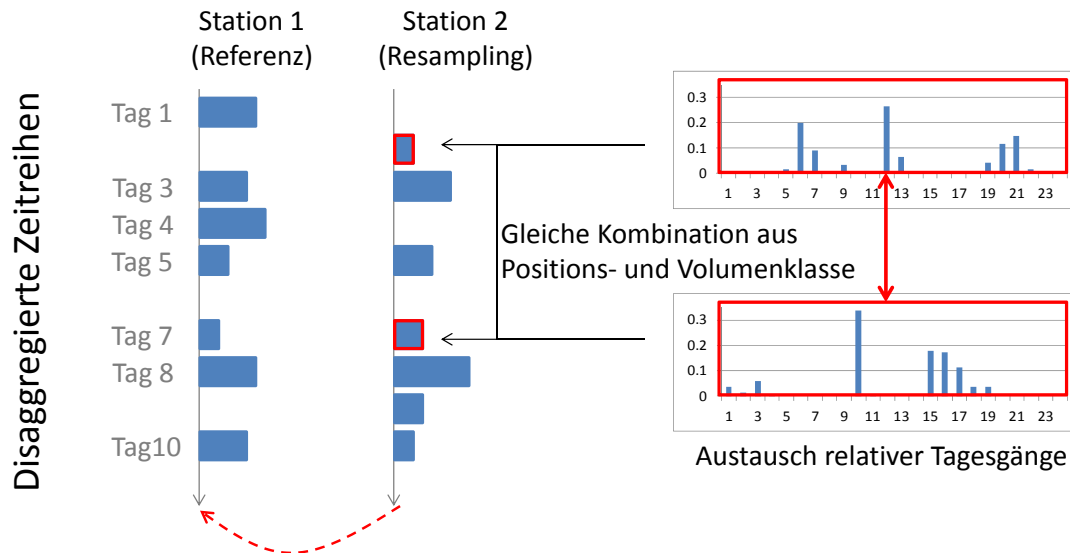 Station 1
(Referenz)
Station 2
(Resampling)
Disaggregierte Zeitreihen
Tag 1
Tag 3
Tag 4
Tag 5
Tag 7
Tag 8
Tag10
Gleiche Kombination aus
Positions- und Volumenklasse
0.3
0.2
0.1
0
1 3 5 7 9 11 13 15 17 19 21 23
0.3
0.2
0.1
0
1 3 5 7 9 11 13 15 17 19 21 23
Austausch relativer Tagesgänge